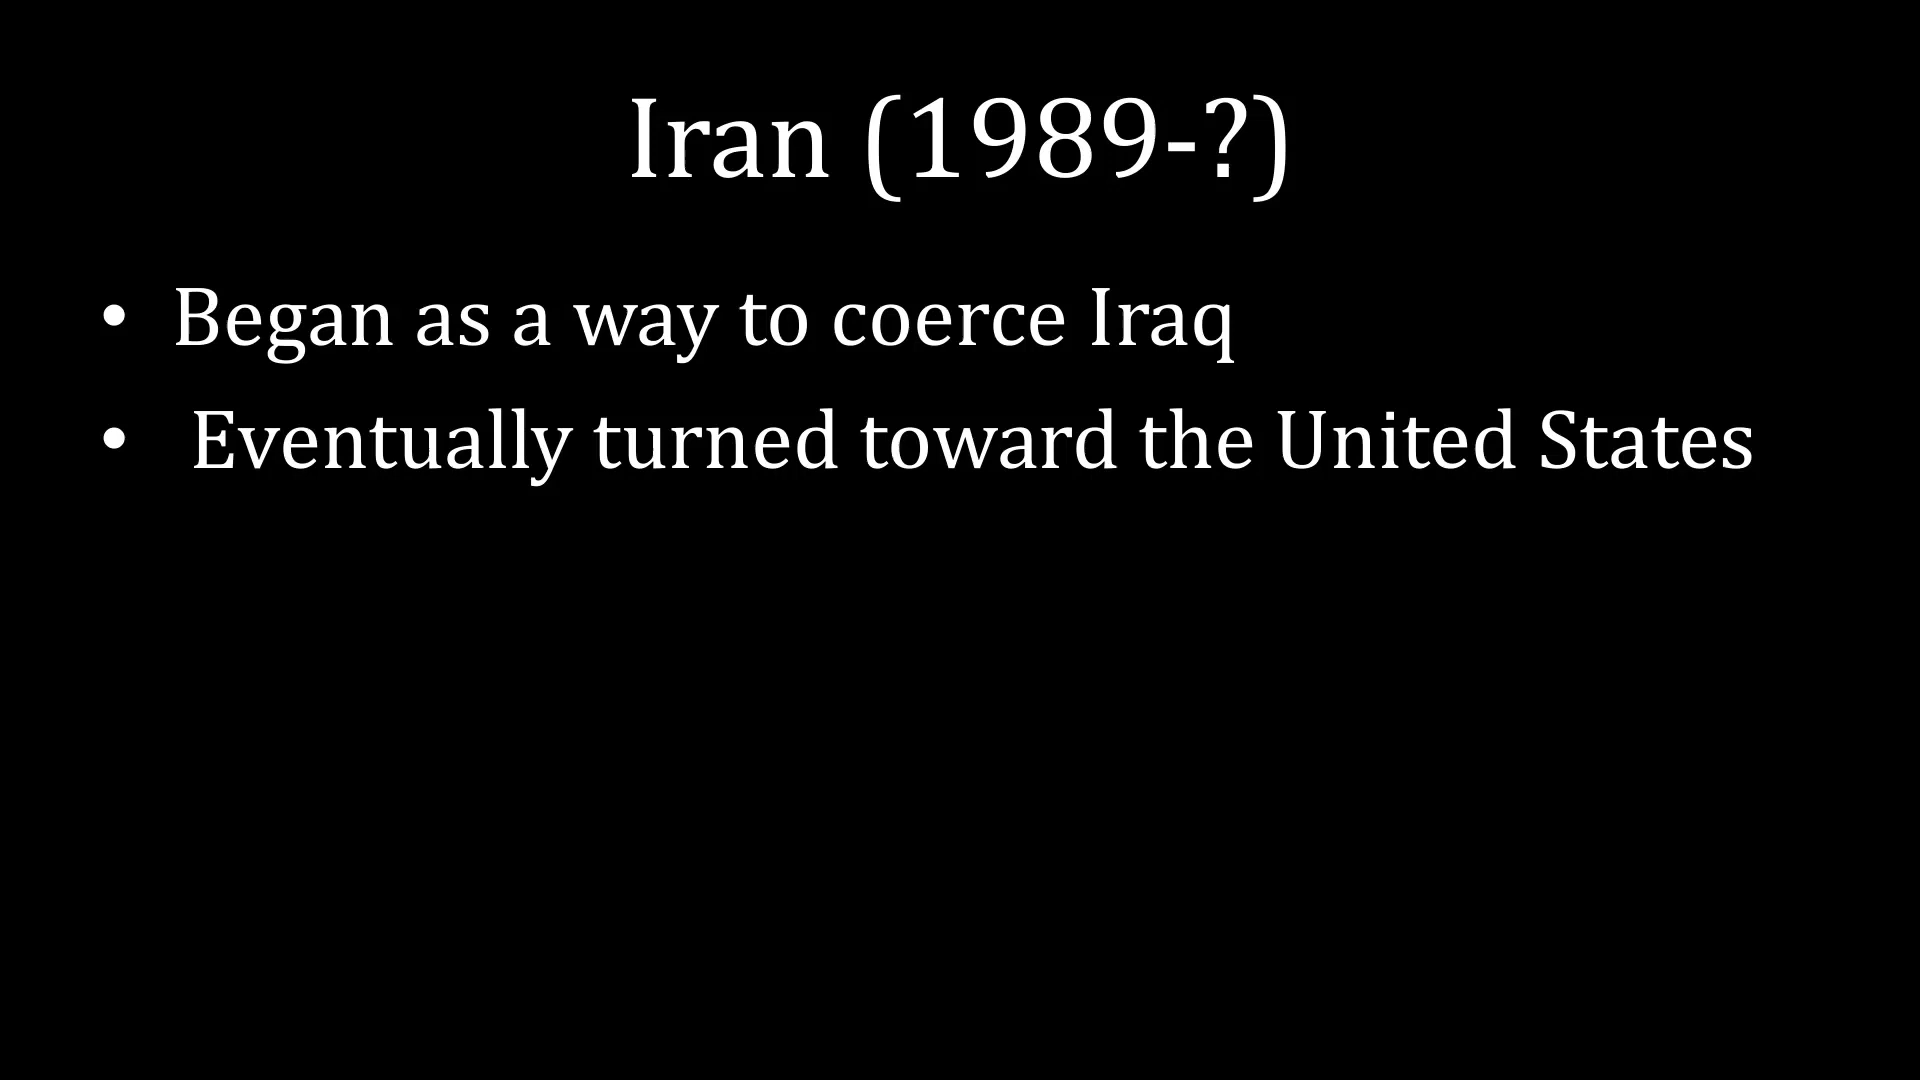 Iran (1989-?)
• Began as a way to coerce Iraq
• Eventually turned toward the United States